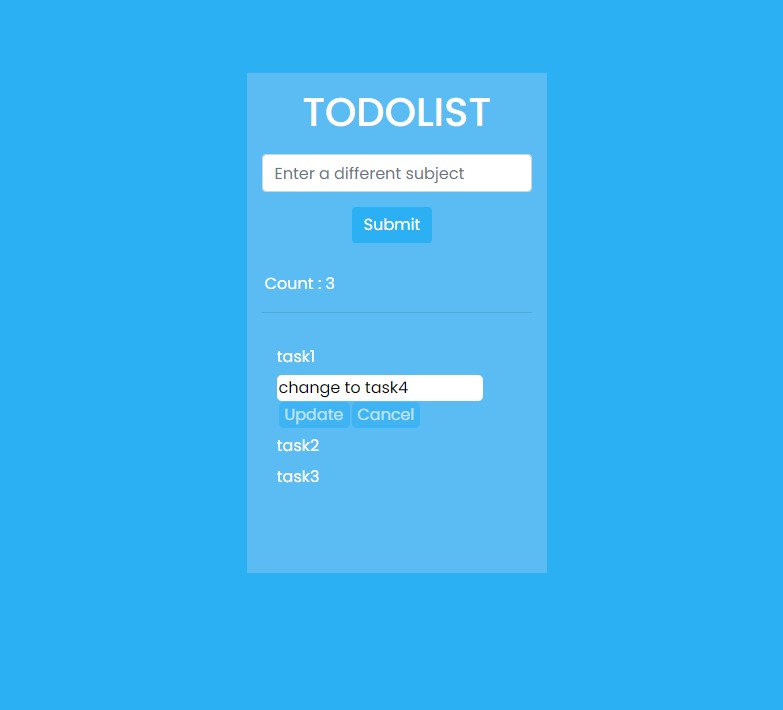 TODOLIST
Enter a different subject
Submit
Count : 3
task1
change to task4
Update Cancel
task2
task3